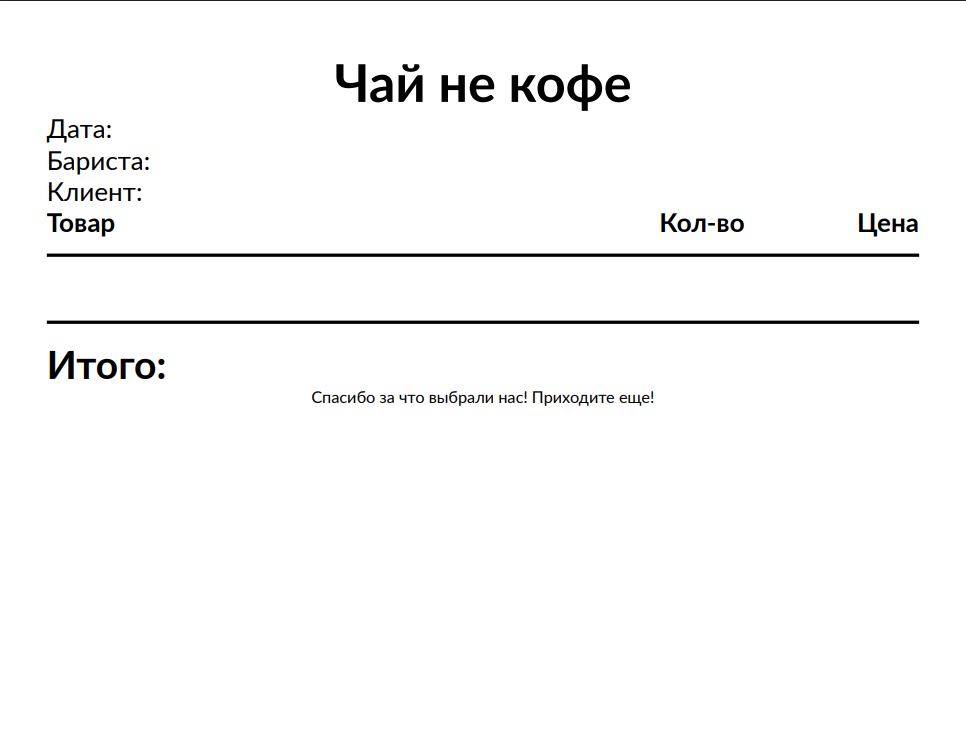 Чай не кофе
Дата:
Бариста:
Клиент:
Товар Кол-во Цена
Итого:
Спасибо за что выбрали нас! Приходите еще!